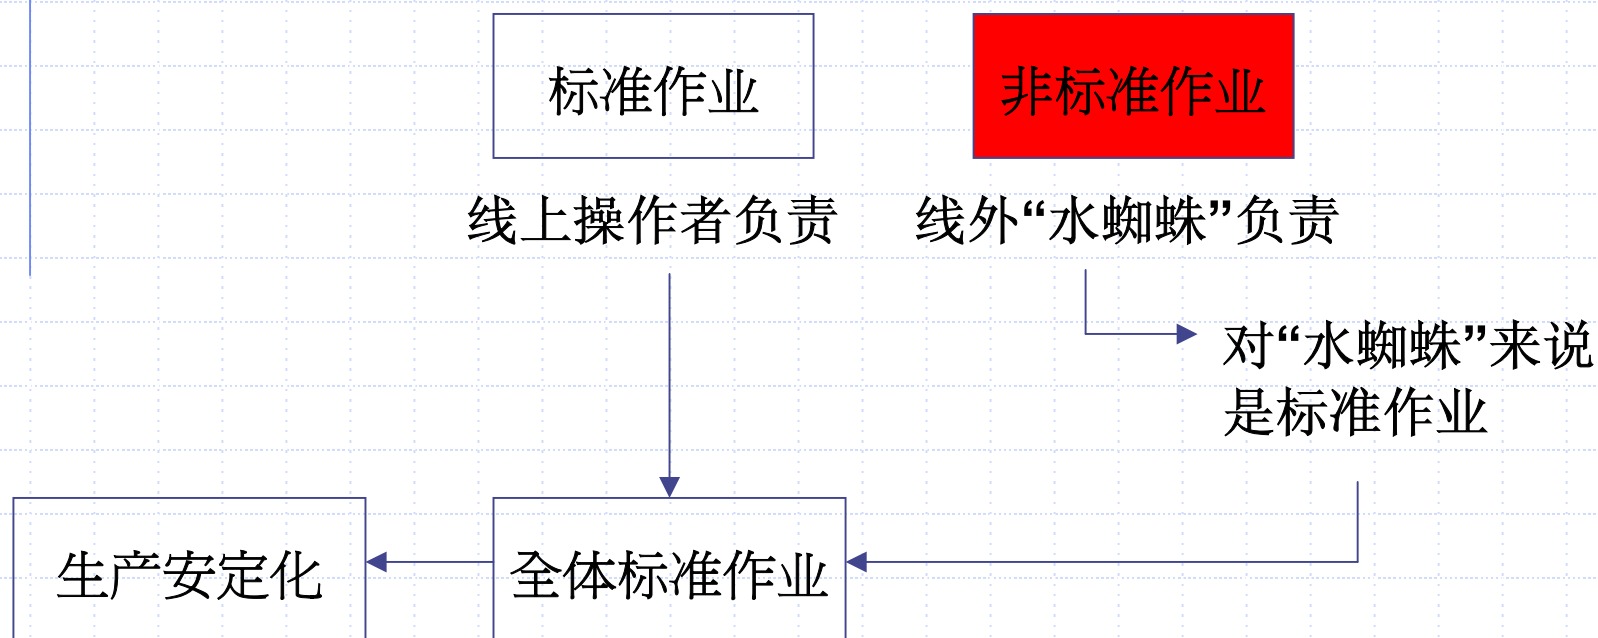 标准作业
非标准作业
线上操作者负责
线外“水蜘蛛”负责
对“水蜘蛛”来说
是标准作业
生产安定化
全体标准作业